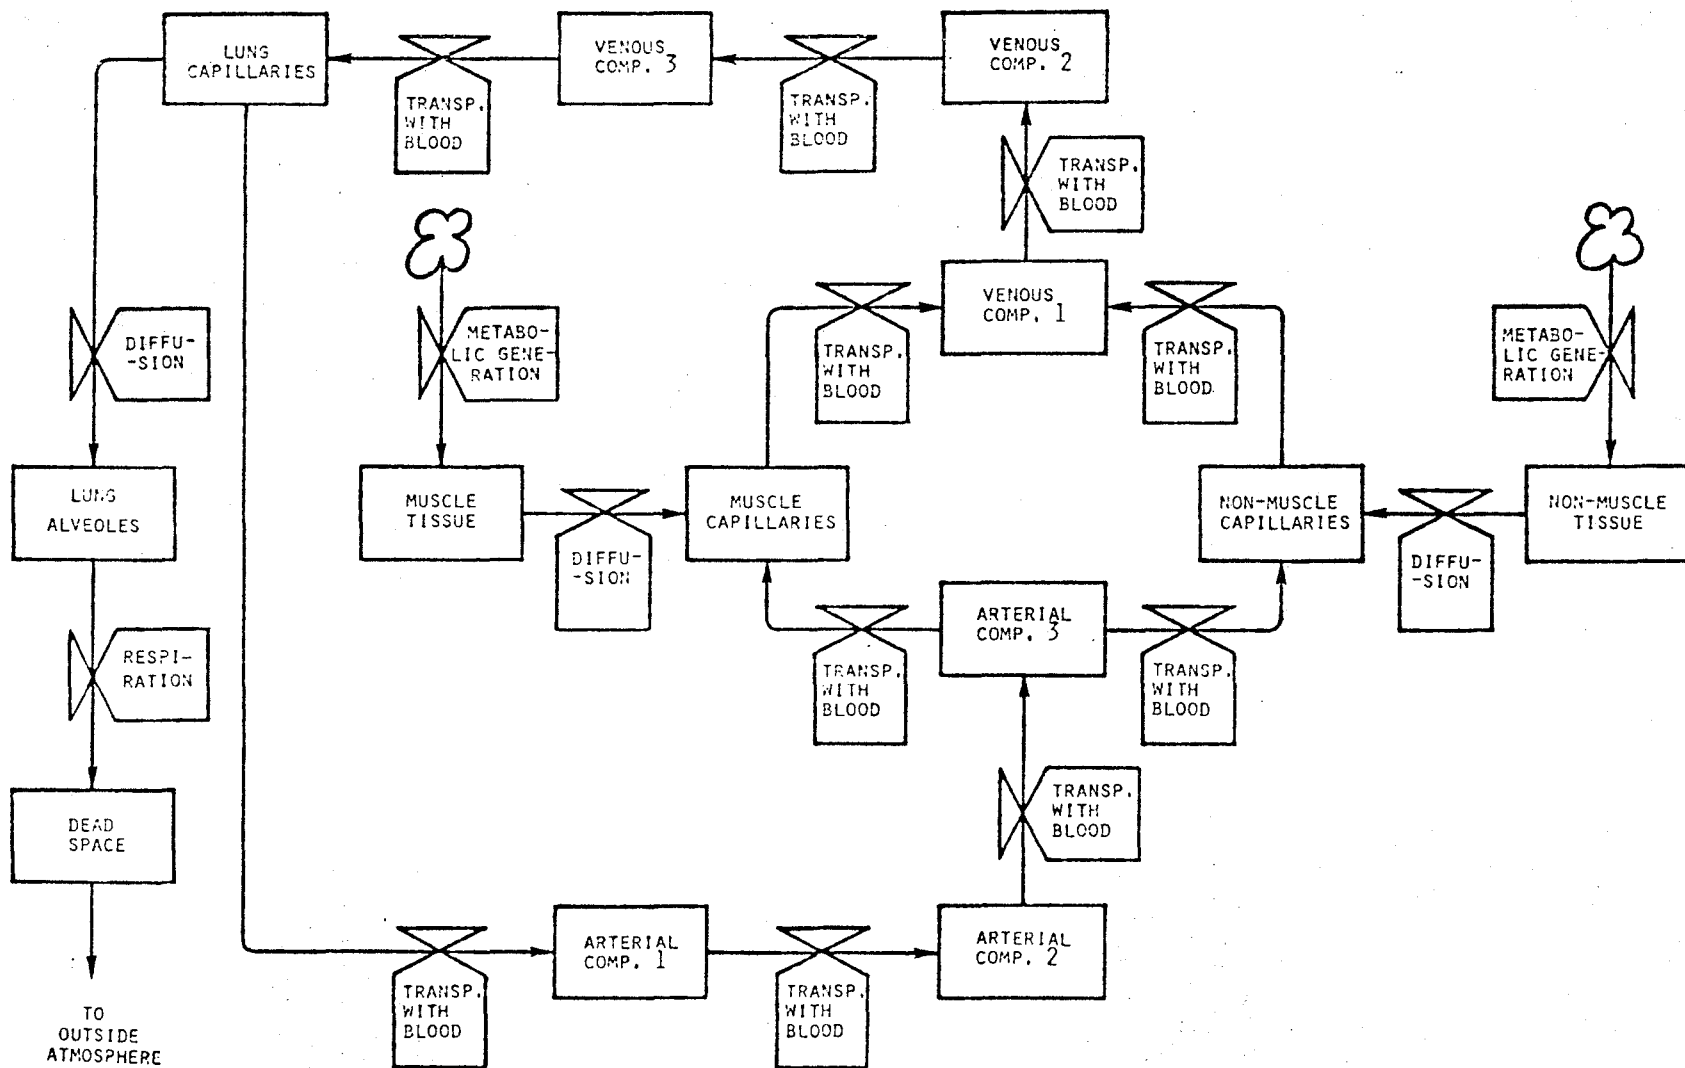 LUNG
CAPILLARIES
TRANSP.
WITH
BLOOD
VENOUS
COMP. 3
TRANSP.
WITH
BLOOD
VENOUS
COMP. 2
TRANSP.
WITH
BLOOD
DIFFU-
-SION
METABO-
LIC GENE-
RATION
VENOUS
COMP. 1
TRANSP.
WITH
BLOOD
TRANSP.
WITH
BLOOD
METABO-
LIC GENE-
RATION
LUNG
ALVEOLES
MUSCLE
TISSUE
DIFFU-
-SION
MUSCLE
CAPILLARIES
NON-MUSCLE
CAPILLARIES
DIFFU-
-SION
NON-MUSCLE
TISSUE
RESPI-
RATION
TRANSP.
WITH
BLOOD
ARTERIAL
COMP. 3
TRANSP.
WITH
BLOOD
DEAD
SPACE
TRANSP.
WITH
BLOOD
TO
OUTSIDE
ATMOSPHERE
TRANSP.
WITH
BLOOD
ARTERIAL
COMP. 1
TRANSP.
WITH
BLOOD
ARTERIAL
COMP. 2